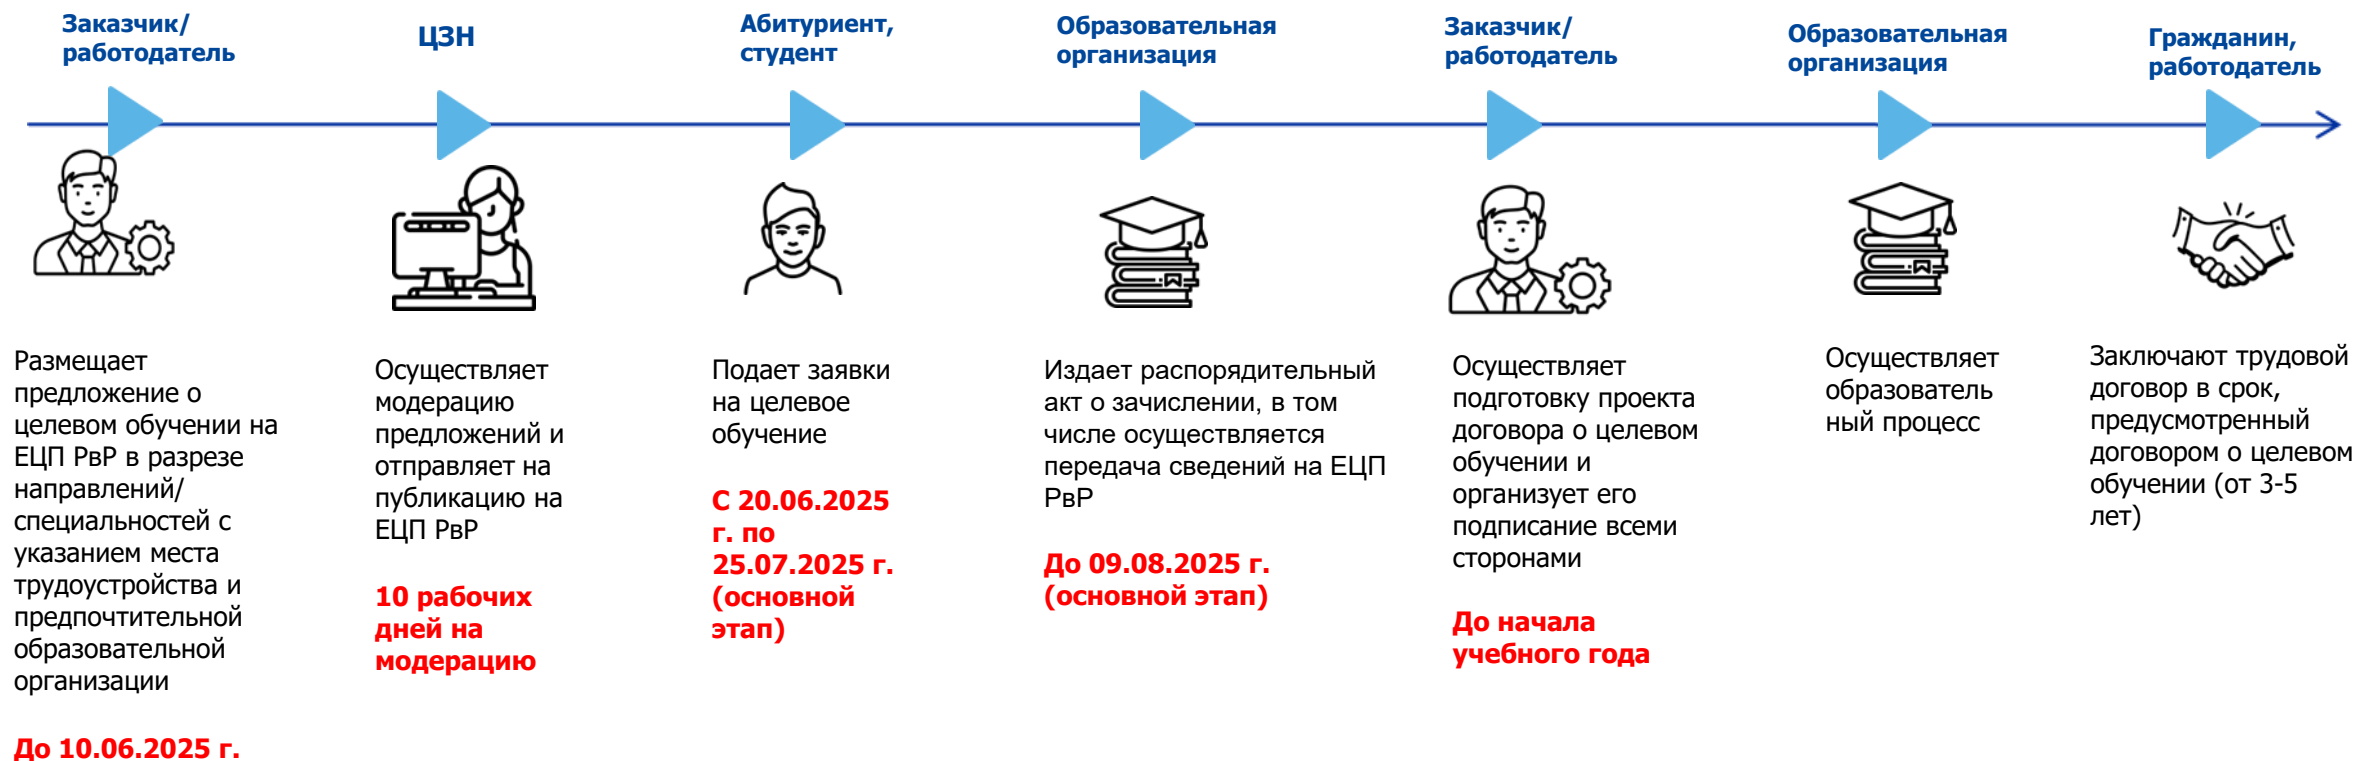 Заказчик/
работодатель
ЦЗН
Абитуриент,
студент
Образовательная
организация
Заказчик/
работодатель
Образовательная
организация
Гражданин,
работодатель
Размещает
предложение о
целевом обучении на
ЕЦП РвР в разрезе
направлений/
специальностей с
указанием места
трудоустройства и
предпочтительной
образовательной
организации
До 10.06.2025 г.
Осуществляет
модерацию
предложений и
отправляет на
публикацию на
ЕЦП РвР
10 рабочих
дней на
модерацию
Подает заявки
на целевое
обучение
С 20.06.2025
г. по
25.07.2025 г.
(основной
этап)
Издает распорядительный
акт о зачислении, в том
числе осуществляется
передача сведений на ЕЦП
РвР
До 09.08.2025 г.
(основной этап)
Осуществляет
подготовку проекта
договора о целевом
обучении и
организует его
подписание всеми
сторонами
До начала
учебного года
Осуществляет
образователь
ный процесс
Заключают трудовой
договор в срок,
предусмотренный
договором о целевом
обучении (от 3-5
лет)